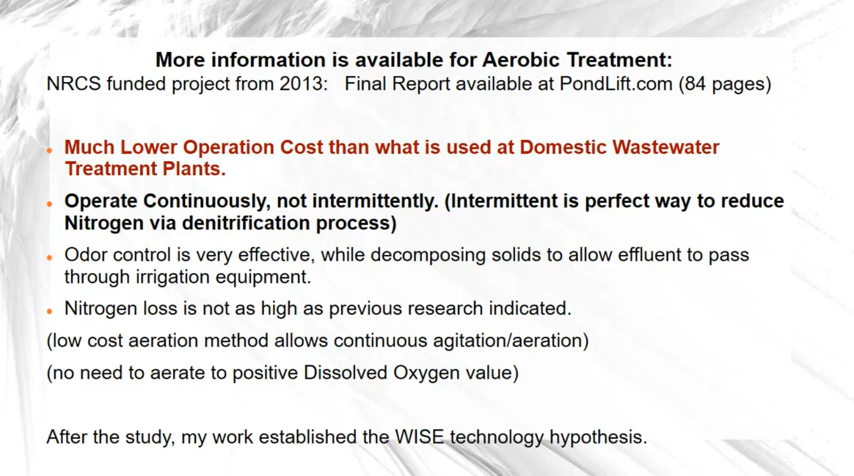 More information is available for Aerobic Treatment:
NRCS funded project from 2013: Final Report available at PondLift.com (84 pages)
• Much Lower Operation Cost than what is used at Domestic Wastewater
Treatment Plants.
• Operate Continuously, not intermittently. (Intermittent is perfect way to reduce
Nitrogen via denitrification process)
• Odor control is very effective, while decomposing solids to allow effluent to pass
through irrigation equipment.
• Nitrogen loss is not as high as previous research indicated.
(low cost aeration method allows continuous agitation/aeration)
(no need to aerate to positive Dissolved Oxygen value)
After the study, my work established the WISE technology hypothesis.